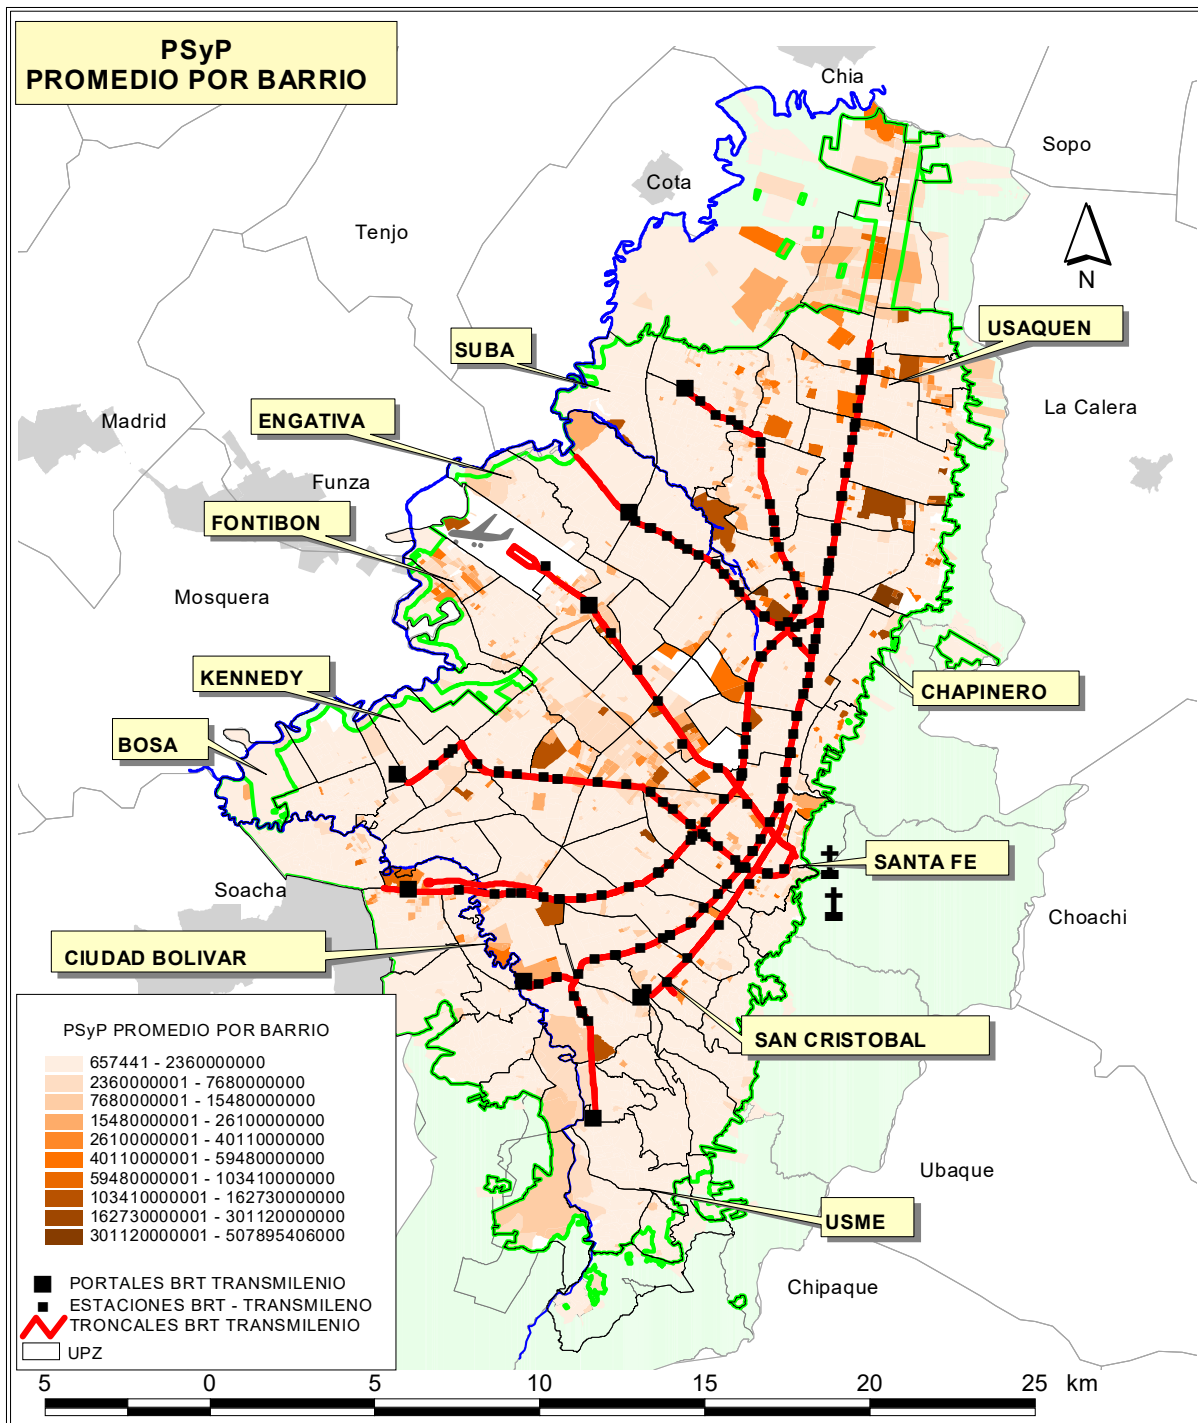 PSyP
PROMEDIO POR BARRIO
Chia
Sopo
Cota
Tenjo
N
USAQUEN
SUBA
La Calera
Madrid
ENGATIVA
Funza
FONTIBON
Mosquera
KENNEDY
CHAPINERO
BOSA
SANTA FE
Soacha
Choachi
CIUDAD BOLIVAR
SAN CRISTOBAL
PSyP PROMEDIO POR BARRIO
657441 - 2360000000
2360000001 - 7680000000
7680000001 - 15480000000
15480000001 - 26100000000
26100000001 - 40110000000
40110000001 - 59480000000
59480000001 - 103410000000
103410000001 - 162730000000
162730000001 - 301120000000
301120000001 - 507895406000
Ubaque
USME
Chipaque
PORTALES BRT TRANSMILENIO
ESTACIONES BRT - TRANSMILENO
TRONCALES BRT TRANSMILENIO
UPZ
5 0 5 10 15 20 25 km